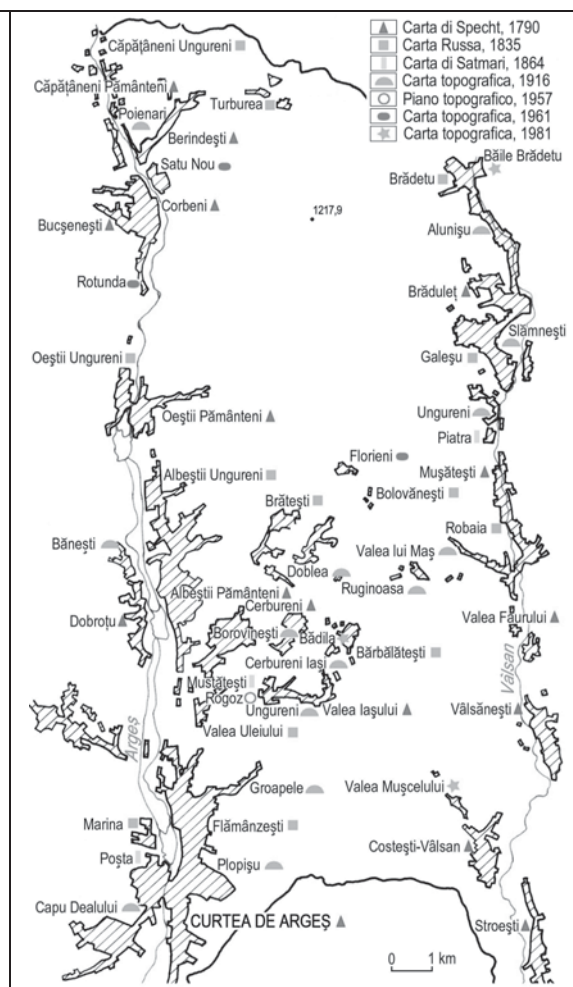 Carta di Specht, 1790
Carta Russa, 1835
Carta di Satmari, 1864
Carta topografica, 1916
Piano topografico, 1957
Carta topografica, 1961
Carta topografica, 1981
Căpățâneni Ungureni
Căpățâneni Pământeni
Turburea
Poienari
Berindești
Satu Nou
Băile Brădetu
Brădetu
Corbeni
1217,9
Bucșenești
Alunișu
Rotunda
Brăduleț
Slămnești
Oeștii Ungureni
Galeșu
Oeștii Pământeni
Ungureni
Piatra
Florieni
Mușătești
Albeștii Ungureni
Bolovănești
Brătești
Robaia
Bănești
Valea lui Maș
Doblea
Ruginoasa
Albeștii Pământeni
Cerbureni
Dobroțu
Valea Faurului
Borovinești
Bădila
Bărbălătești
Cerbureni Iași
Vâlsan
Mustățești
Rogoz
Ungureni
Valea Iașului
Vâlsănești
Valea Uleiului
Argeș
Groapele
Valea Mușcelului
Marina
Flămânzești
Costești-Vâlsan
Poșta
Plopișu
Capu Dealului
CURTEA DE ARGEȘ
Stroești
0 1 km